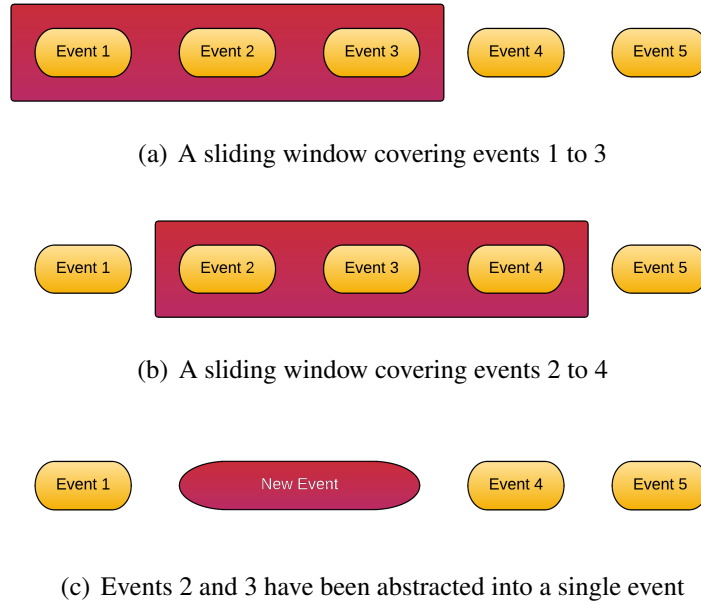 Event 1 Event 2 Event 3 Event 4 Event 5
(a) A sliding window covering events 1 to 3
Event 1 Event 2 Event 3 Event 4 Event 5
(b) A sliding window covering events 2 to 4
Event 1 New Event Event 4 Event 5
(c) Events 2 and 3 have been abstracted into a single event